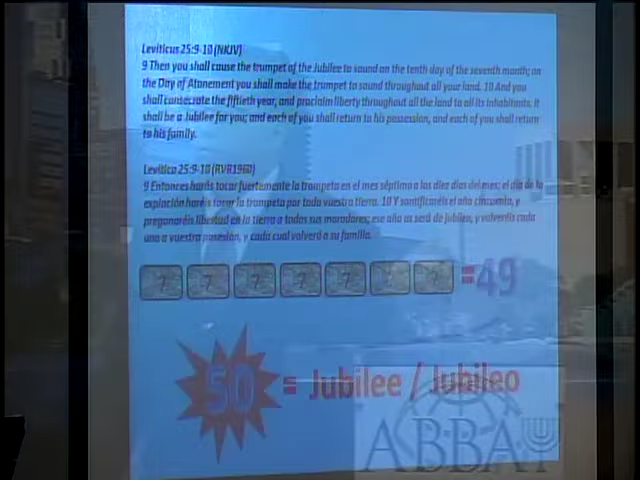 Leviticus 25:9-10 (NKJV)
9 Then you shall cause the trumpet of the Jubilee to sound on the tenth day of the seventh month; on
the Day of Atonement you shall make the trumpet to sound throughout all your land. 10 And you
shall consecrate the fiftieth year, and proclaim liberty throughout all the land to all its inhabitants. It
shall be a Jubilee for you; and each of you shall return to his possession, and each of you shall return
to his family.
Levitico 25:9-10 (RVR1960)
9 Entonces harás tocar fuertemente la trompeta en el mes séptimo a los diez días del mes; el día de la
expiación haréis tocar la trompeta por toda vuestra tierra. 10 Y santificaréis el año cincuenta, y
pregonaréis libertad en la tierra a todos sus moradores; ese año os será de jubileo, y volveréis cada
uno a vuestra posesión, y cada cual volverá a su familia.
7 7 7 7 7 7 7 =49
50 = Jubilee / Jubileo
ABBA